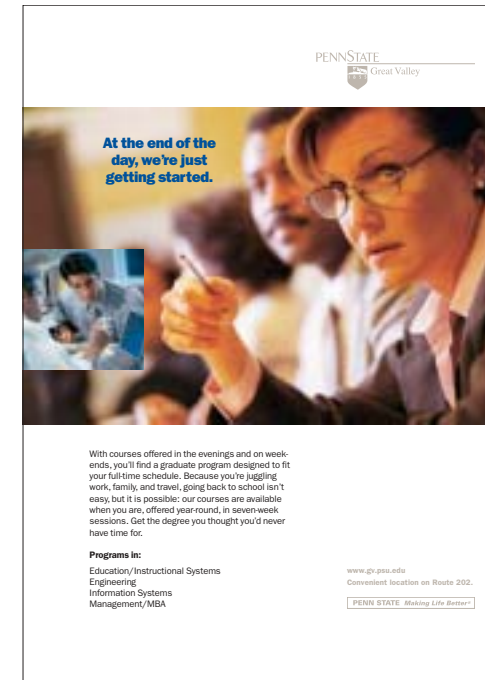 PENNSTATE
Great Valley
At the end of the
day, we're just
getting started.
With courses offered in the evenings and on week-
ends, you'll find a graduate program designed to fit
your full-time schedule. Because you're juggling
work, family, and travel, going back to school isn't
easy, but it is possible: our courses are available
when you are, offered year-round, in seven-week
sessions. Get the degree you thought you'd never
have time for.
Programs in:
Education/Instructional Systems
Engineering
Information Systems
Management/MBA
www.gv.psu.edu
Convenient location on Route 202.
PENN STATE Making Life Better